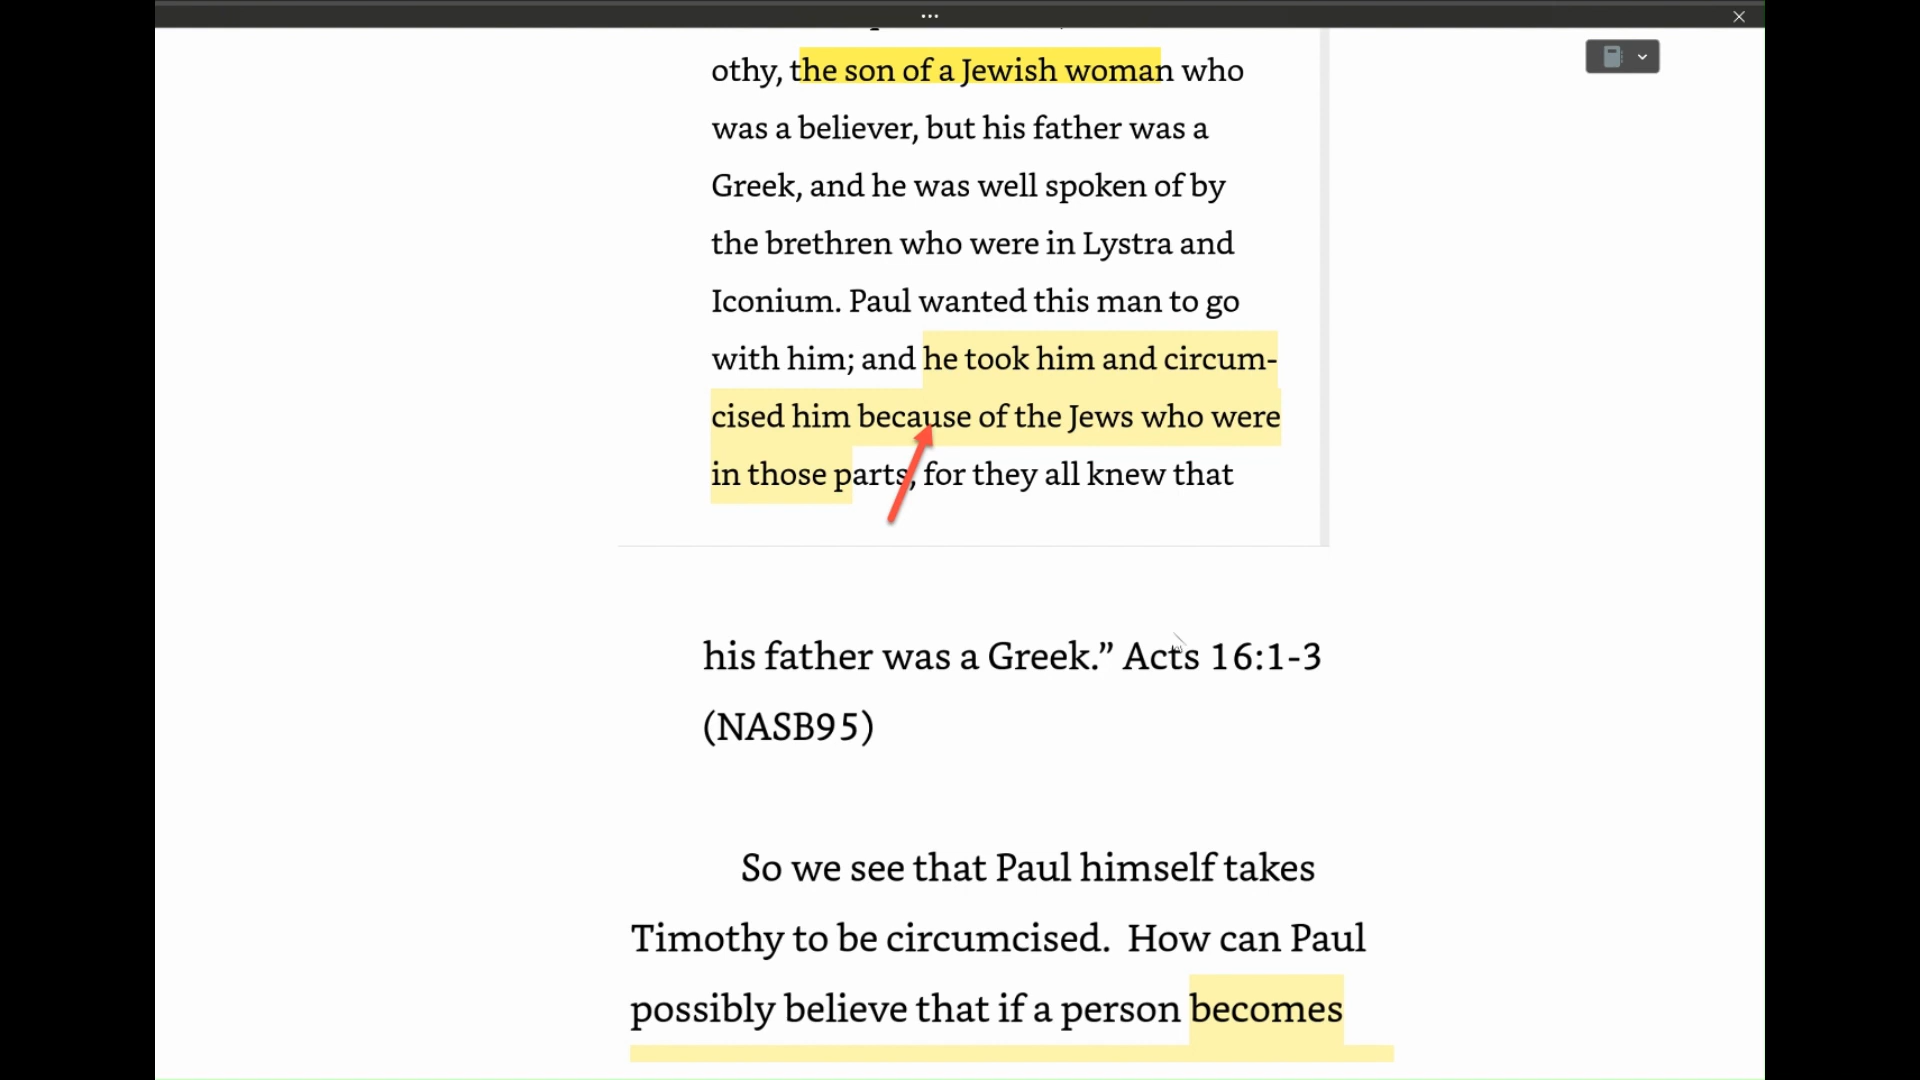 othy, the son of a Jewish woman who
was a believer, but his father was a
Greek, and he was well spoken of by
the brethren who were in Lystra and
Iconium. Paul wanted this man to go
with him; and he took him and circum-
cised him because of the Jews who were
in those parts, for they all knew that
his father was a Greek.” Acts 16:1-3
(NASB95)
So we see that Paul himself takes
Timothy to be circumcised. How can Paul
possibly believe that if a person becomes